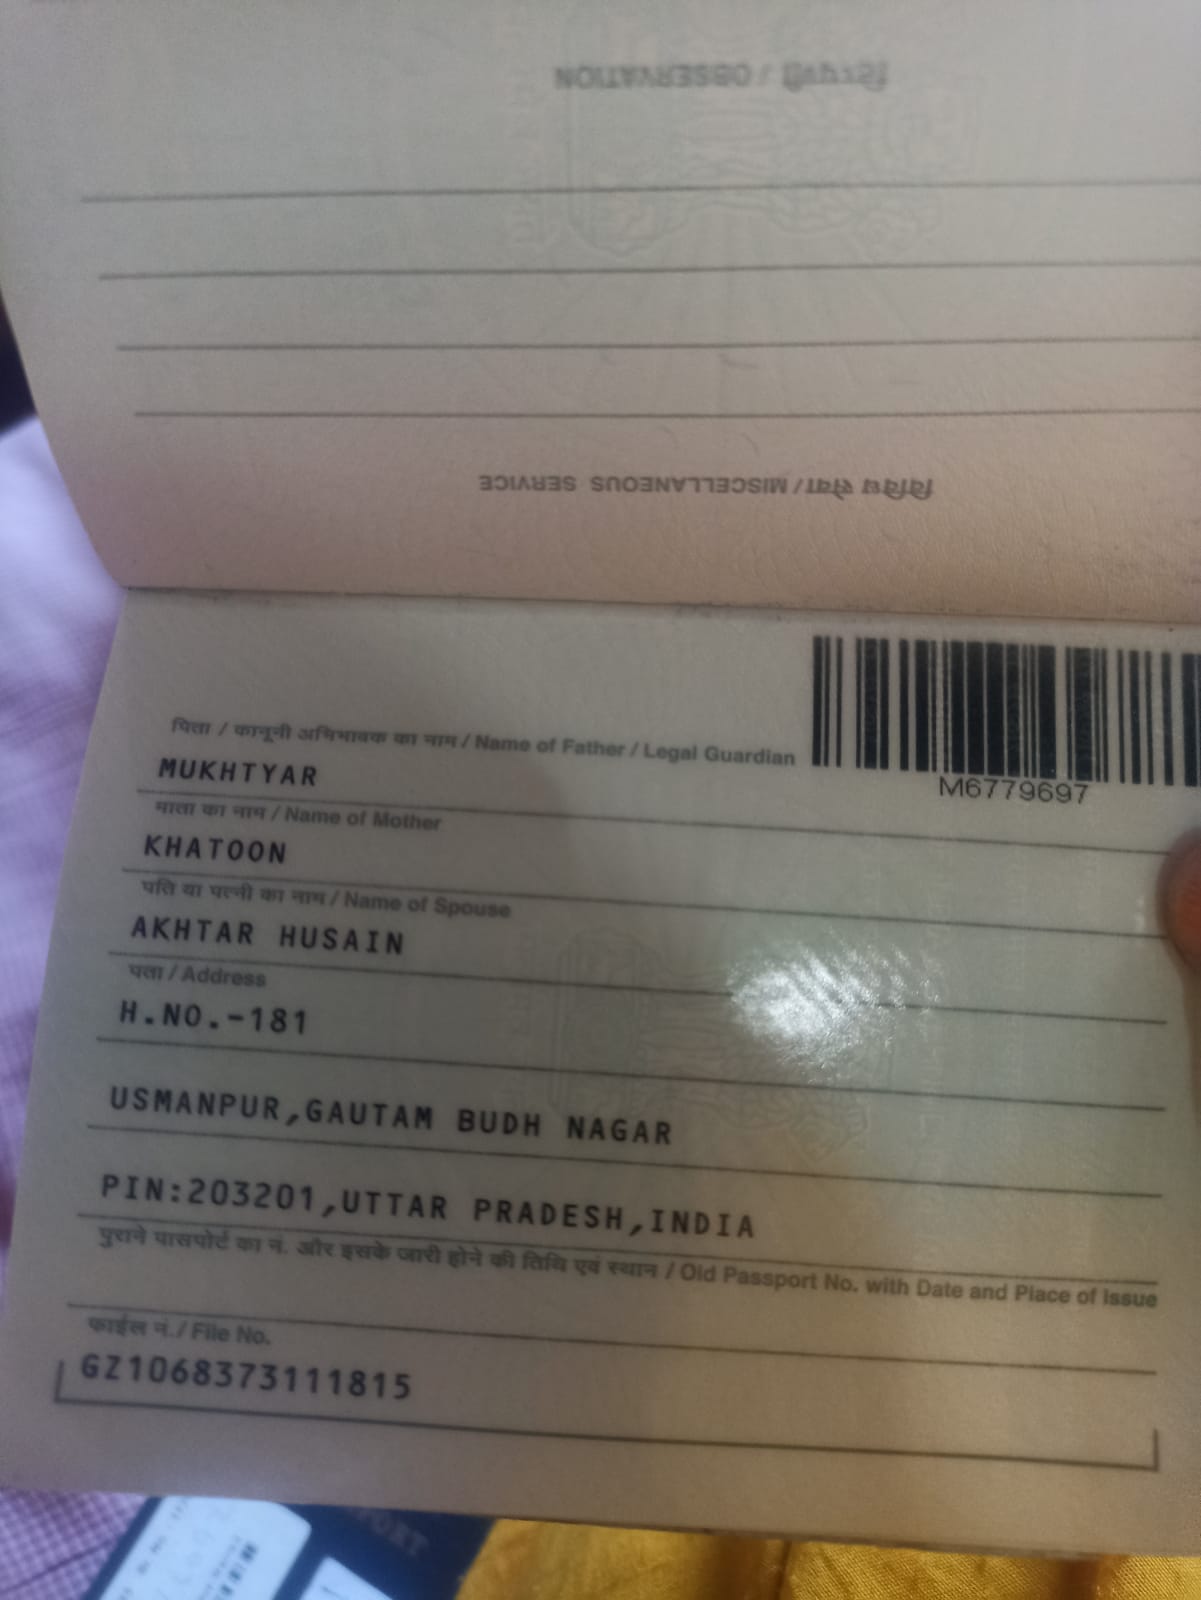 टिप्पणी / OBSERVATION
विविध सेवा / MISCELLANEOUS SERVICE
पिता / कानूनी अभिभावक का नाम / Name of Father / Legal Guardian
MUKHTYAR
M6779697
माता का नाम / Name of Mother
KHATOON
पति या पत्नी का नाम / Name of Spouse
AKHTAR HUSAIN
पता / Address
H.NO.-181
USMANPUR,GAUTAM BUDH NAGAR
PIN:203201,UTTAR PRADESH,INDIA
पुराने पासपोर्ट का नं. और इसके जारी होने की तिथि एवं स्थान / Old Passport No. with Date and Place of Issue
फाईल नं./ File No.
GZ1068373111815